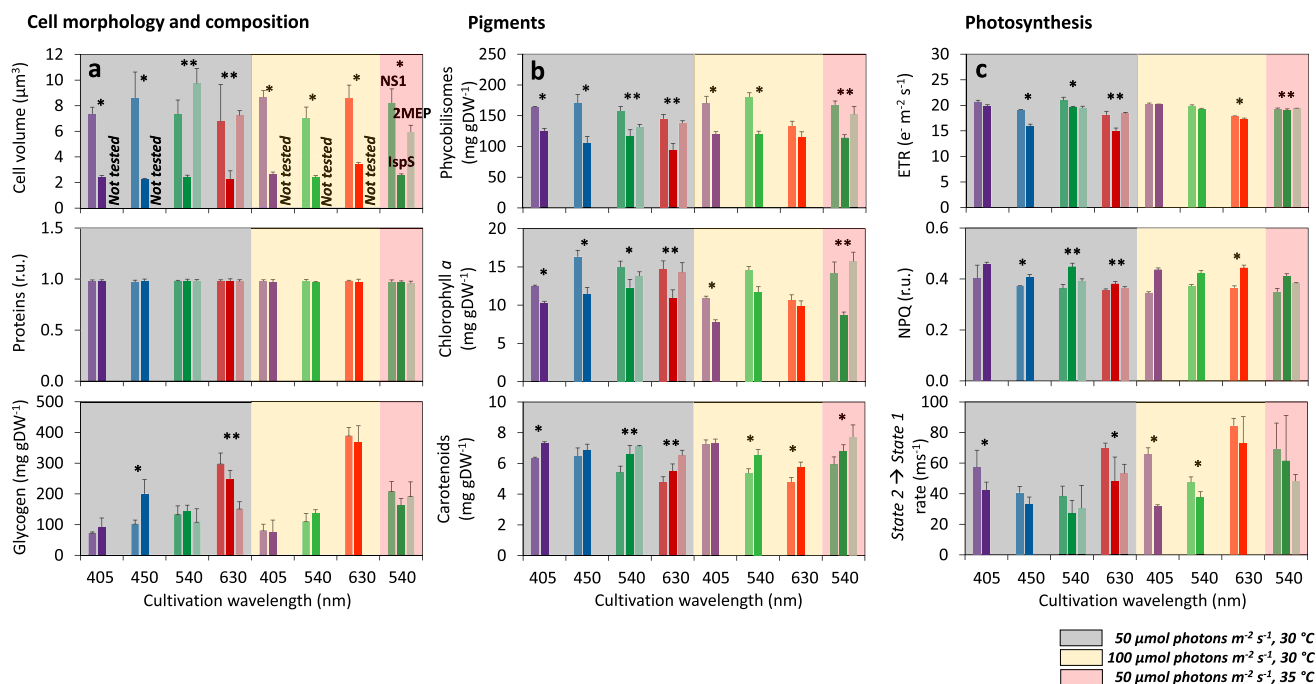 Cell morphology and composition
Pigments
Photosynthesis
a
Cell volume (µm³)
12
10
8
6
4
2
0
*
*
**
**
*
*
*
*
NS1
2MEP
IspS
Not tested
Not tested
Not tested
Not tested
Not tested
Proteins (r.u.)
1.5
1.0
0.5
0.0
Glycogen (mg gDW⁻¹)
500
400
300
200
100
0
*
**
405 450 540 630 405 540 630 540
Cultivation wavelength (nm)
b
Phycobilisomes
(mg gDW⁻¹)
250
200
150
100
50
0
*
*
**
**
*
*
**
Chlorophyll a
(mg gDW⁻¹)
20
15
10
5
0
*
*
*
**
*
**
Carotenoids
(mg gDW⁻¹)
10
8
6
4
2
0
*
**
**
*
*
*
405 450 540 630 405 540 630 540
Cultivation wavelength (nm)
c
ETR
(e⁻ m⁻² s⁻¹)
30
25
20
15
10
5
0
*
*
**
*
**
NPQ (r.u.)
0.6
0.4
0.2
0.0
*
**
**
*
State 2 → State 1
rate (ms⁻¹)
100
80
60
40
20
0
*
*
*
*
405 450 540 630 405 540 630 540
Cultivation wavelength (nm)
50 µmol photons m⁻² s⁻¹, 30 °C
100 µmol photons m⁻² s⁻¹, 30 °C
50 µmol photons m⁻² s⁻¹, 35 °C